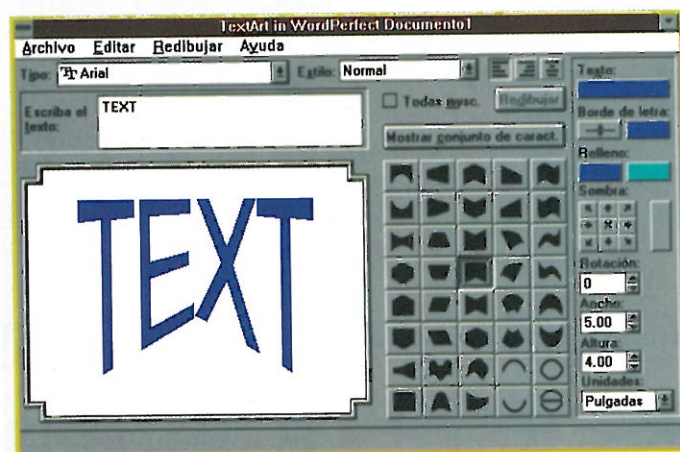 TextArt in WordPerfect Documento1
Archivo Editar Redibujar Ayuda
Tipo: Arial Estilo: Normal
Texto:
Escriba el texto:
TEXT
Todas mysc. Redibujar
Borde de letra:
Mostrar conjunto de caract.
Relleno:
Sombra:
TEXT
Rotación:
0
Ancho:
5.00
Altura:
4.00
Unidades:
Pulgadas